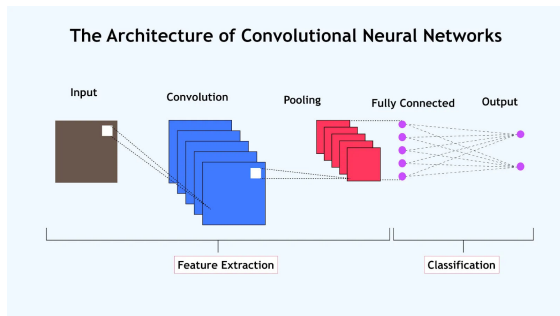 The Architecture of Convolutional Neural Networks
Input
Convolution
Pooling
Fully Connected
Output
Feature Extraction
Classification